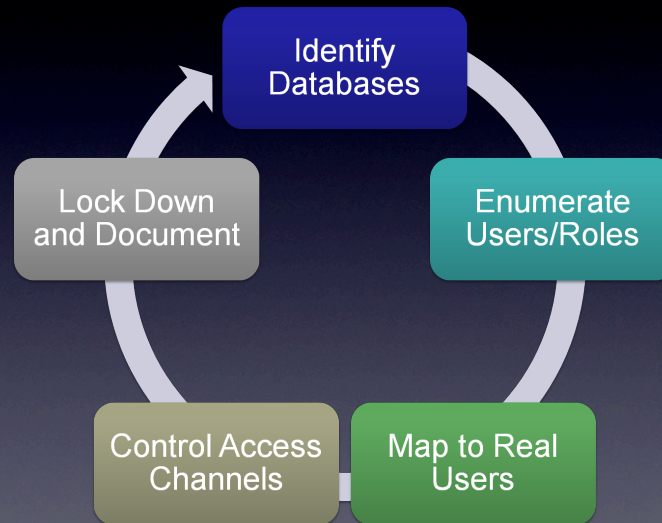 Identify
Databases
Enumerate
Users/Roles
Map to Real
Users
Control Access
Channels
Lock Down
and Document